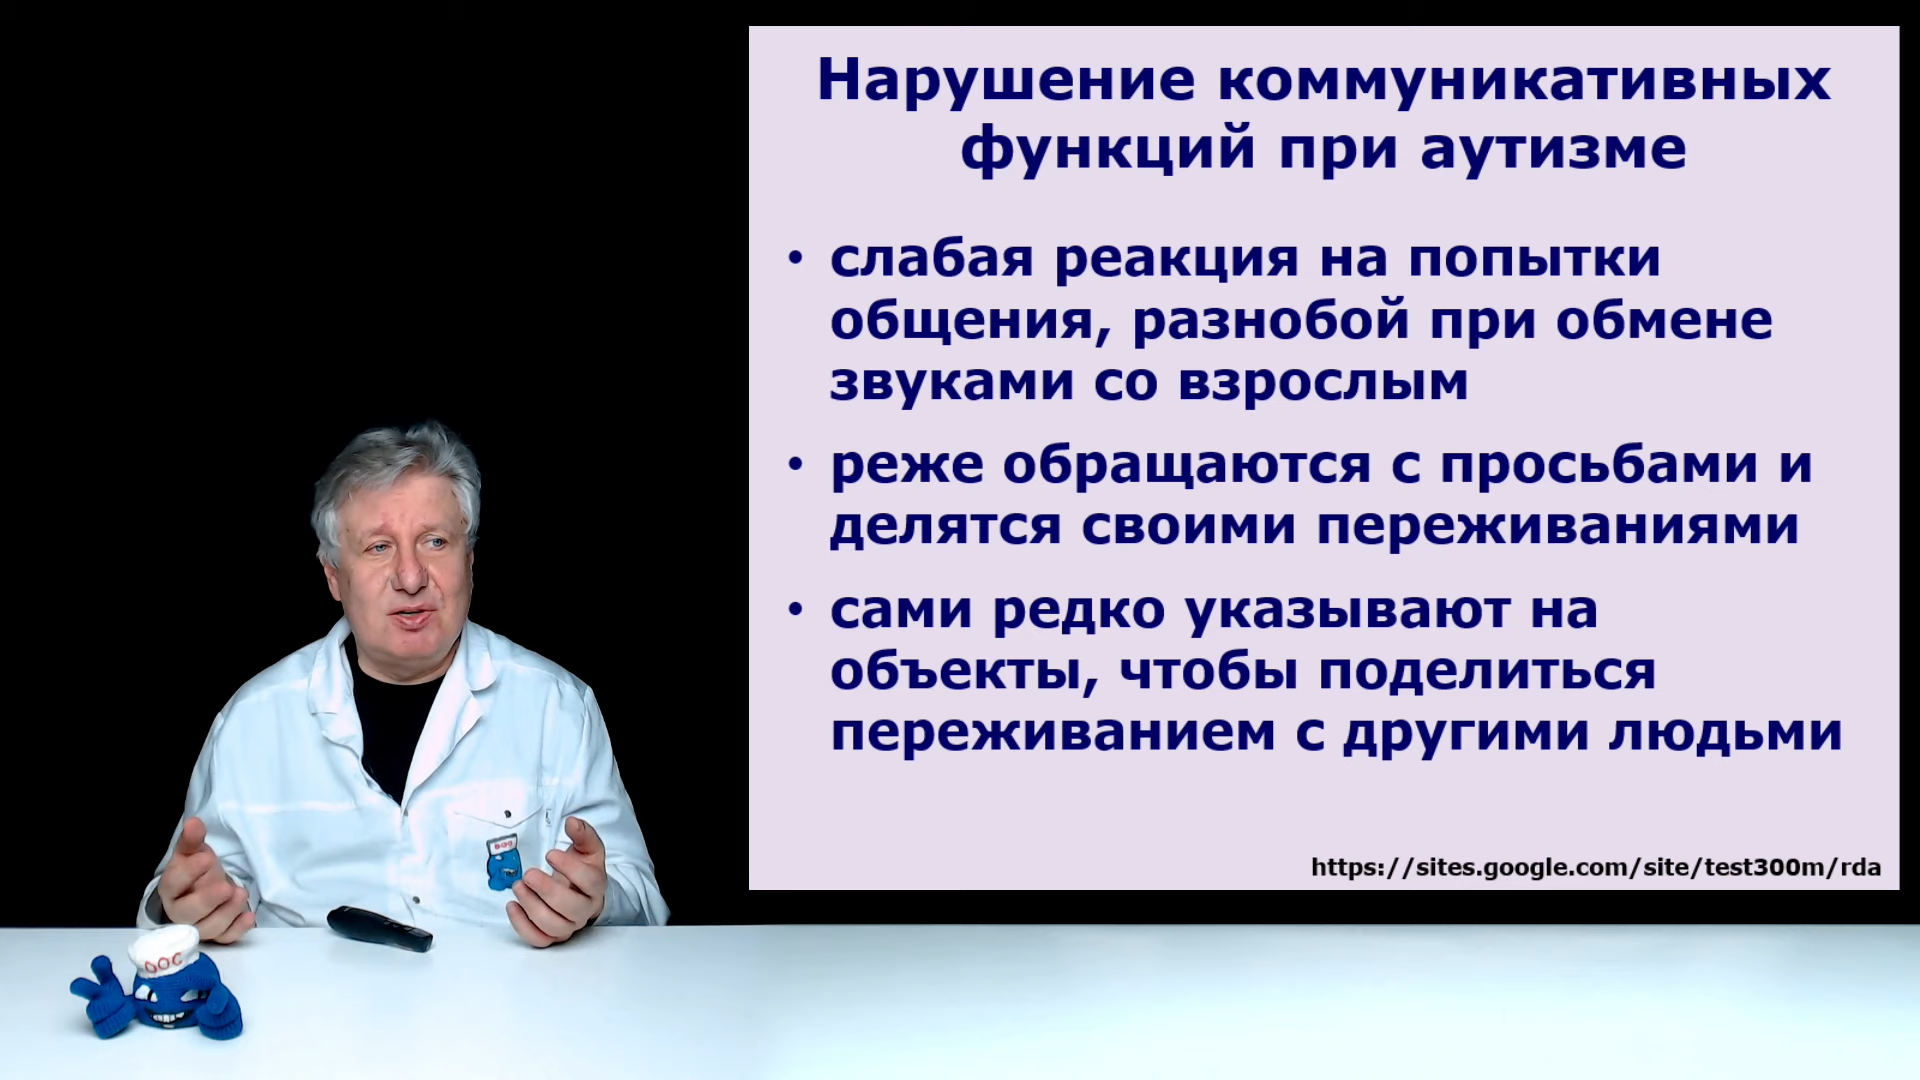 Нарушение коммуникативных
функций при аутизме
• слабая реакция на попытки
общения, разнобой при обмене
звуками со взрослым
• реже обращаются с просьбами и
делятся своими переживаниями
• сами редко указывают на
объекты, чтобы поделиться
переживанием с другими людьми
https://sites.google.com/site/test300m/rda
DOC